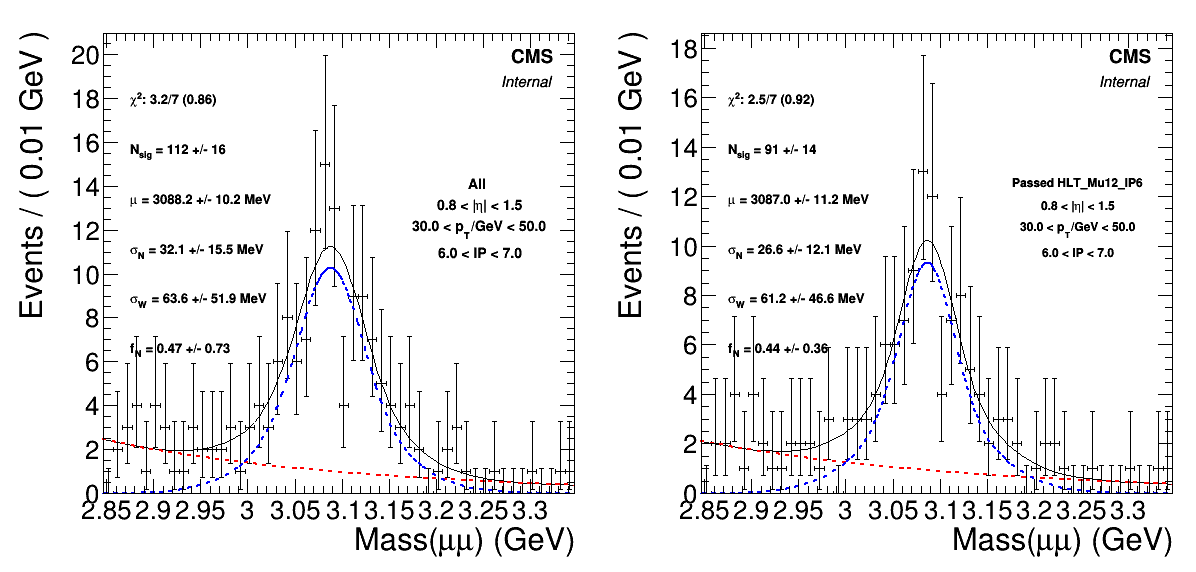 Events / ( 0.01 GeV )
20
18
16
14
12
10
8
6
4
2
0
CMS
Internal
χ²: 3.2/7 (0.86)
N_sig = 112 +/- 16
μ = 3088.2 +/- 10.2 MeV
σ_N = 32.1 +/- 15.5 MeV
σ_W = 63.6 +/- 51.9 MeV
f_N = 0.47 +/- 0.73
All
0.8 < |η| < 1.5
30.0 < p_T/GeV < 50.0
6.0 < IP < 7.0
2.85 2.9 2.95 3 3.05 3.1 3.15 3.2 3.25 3.3
Mass(μμ) (GeV)
Events / ( 0.01 GeV )
18
16
14
12
10
8
6
4
2
0
CMS
Internal
χ²: 2.5/7 (0.92)
N_sig = 91 +/- 14
μ = 3087.0 +/- 11.2 MeV
σ_N = 26.6 +/- 12.1 MeV
σ_W = 61.2 +/- 46.6 MeV
f_N = 0.44 +/- 0.36
Passed HLT_Mu12_IP6
0.8 < |η| < 1.5
30.0 < p_T/GeV < 50.0
6.0 < IP < 7.0
2.85 2.9 2.95 3 3.05 3.1 3.15 3.2 3.25 3.3
Mass(μμ) (GeV)